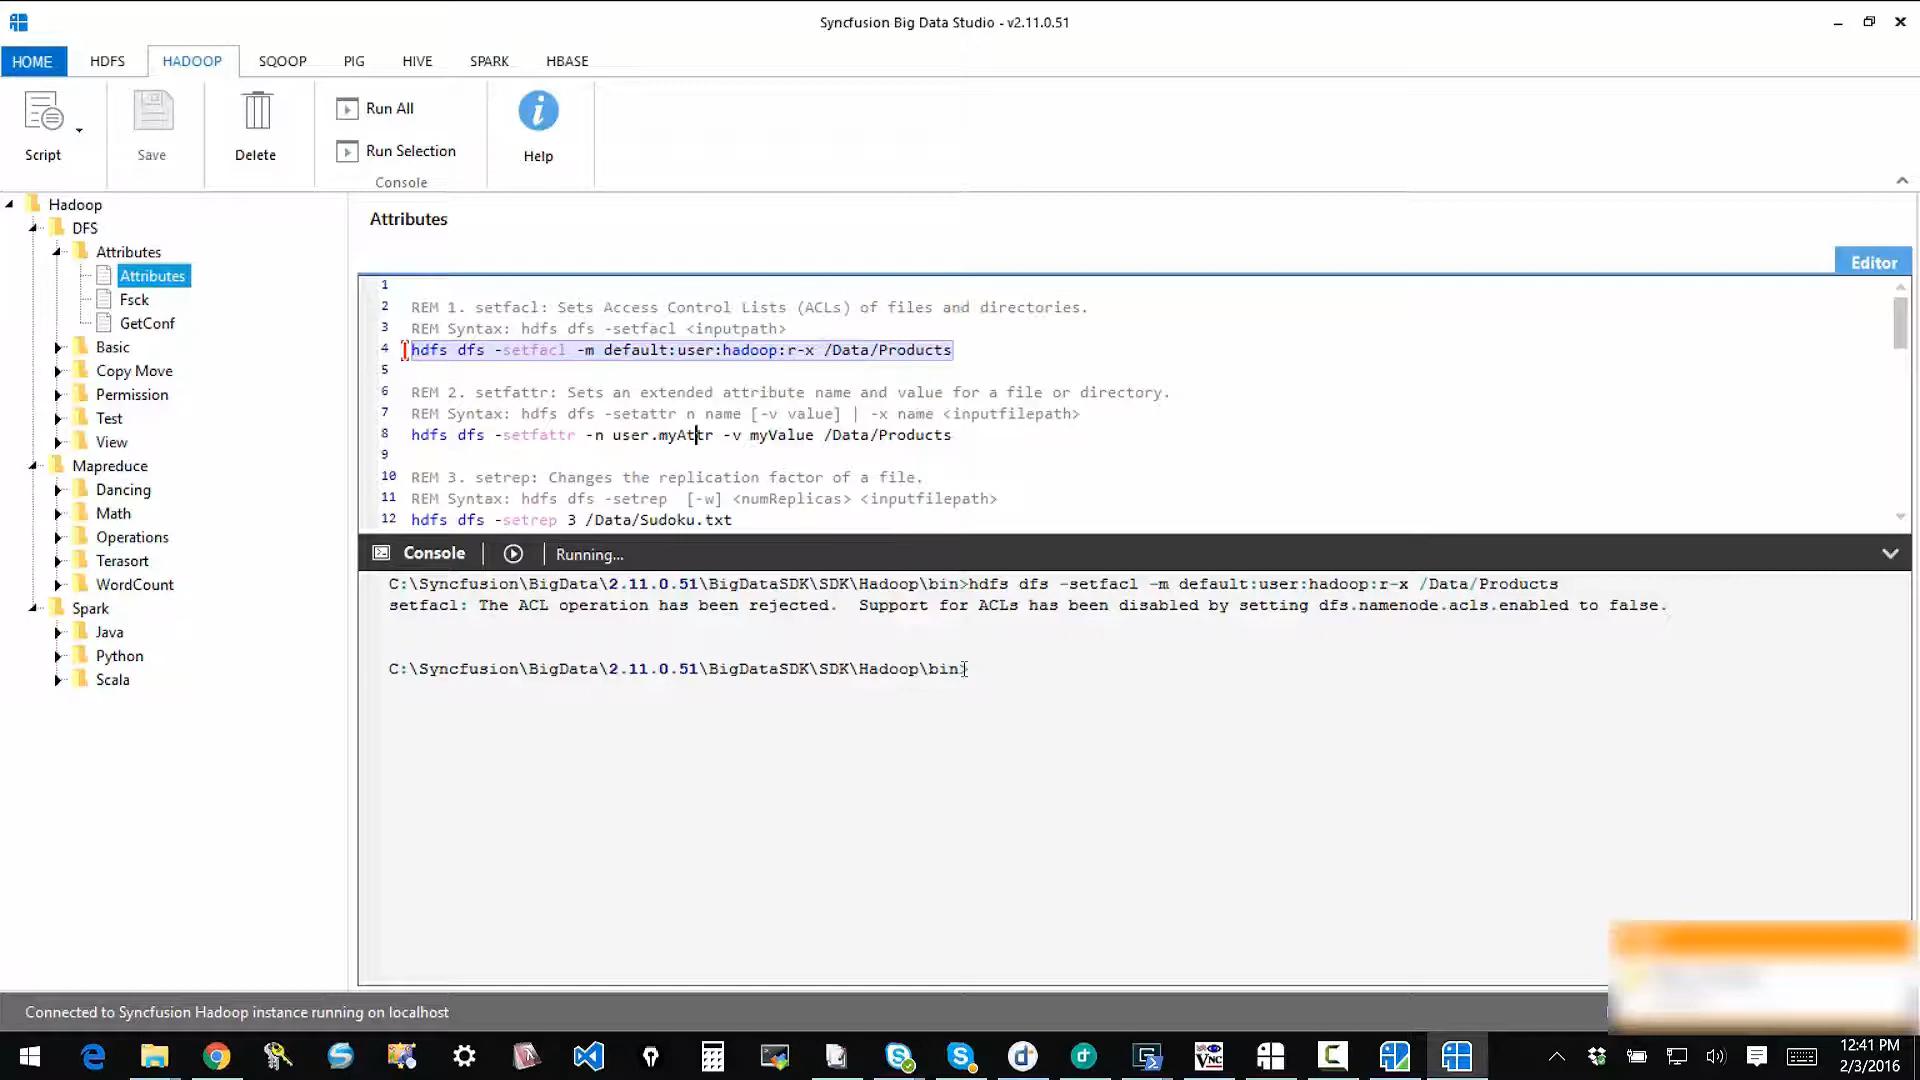 Syncfusion Big Data Studio - v2.11.0.51
HOME HDFS HADOOP SQOOP PIG HIVE SPARK HBASE
Script
Save
Delete
Run All
Run Selection
Console
Help
Hadoop
DFS
Attributes
Attributes
Fsck
GetConf
Basic
Copy Move
Permission
Test
View
Mapreduce
Dancing
Math
Operations
Terasort
WordCount
Spark
Java
Python
Scala
Attributes
Editor
1
2 REM 1. setfacl: Sets Access Control Lists (ACLs) of files and directories.
3 REM Syntax: hdfs dfs -setfacl <inputpath>
4 hdfs dfs -setfacl -m default:user:hadoop:r-x /Data/Products
5
6 REM 2. setfattr: Sets an extended attribute name and value for a file or directory.
7 REM Syntax: hdfs dfs -setattr n name [-v value] | -x name <inputfilepath>
8 hdfs dfs -setfattr -n user.myAttr -v myValue /Data/Products
9
10 REM 3. setrep: Changes the replication factor of a file.
11 REM Syntax: hdfs dfs -setrep [-w] <numReplicas> <inputfilepath>
12 hdfs dfs -setrep 3 /Data/Sudoku.txt
Console Running...
C:\Syncfusion\BigData\2.11.0.51\BigDataSDK\SDK\Hadoop\bin>hdfs dfs -setfacl -m default:user:hadoop:r-x /Data/Products
setfacl: The ACL operation has been rejected. Support for ACLs has been disabled by setting dfs.namenode.acls.enabled to false.
C:\Syncfusion\BigData\2.11.0.51\BigDataSDK\SDK\Hadoop\bin>
Connected to Syncfusion Hadoop instance running on localhost
12:41 PM
2/3/2016